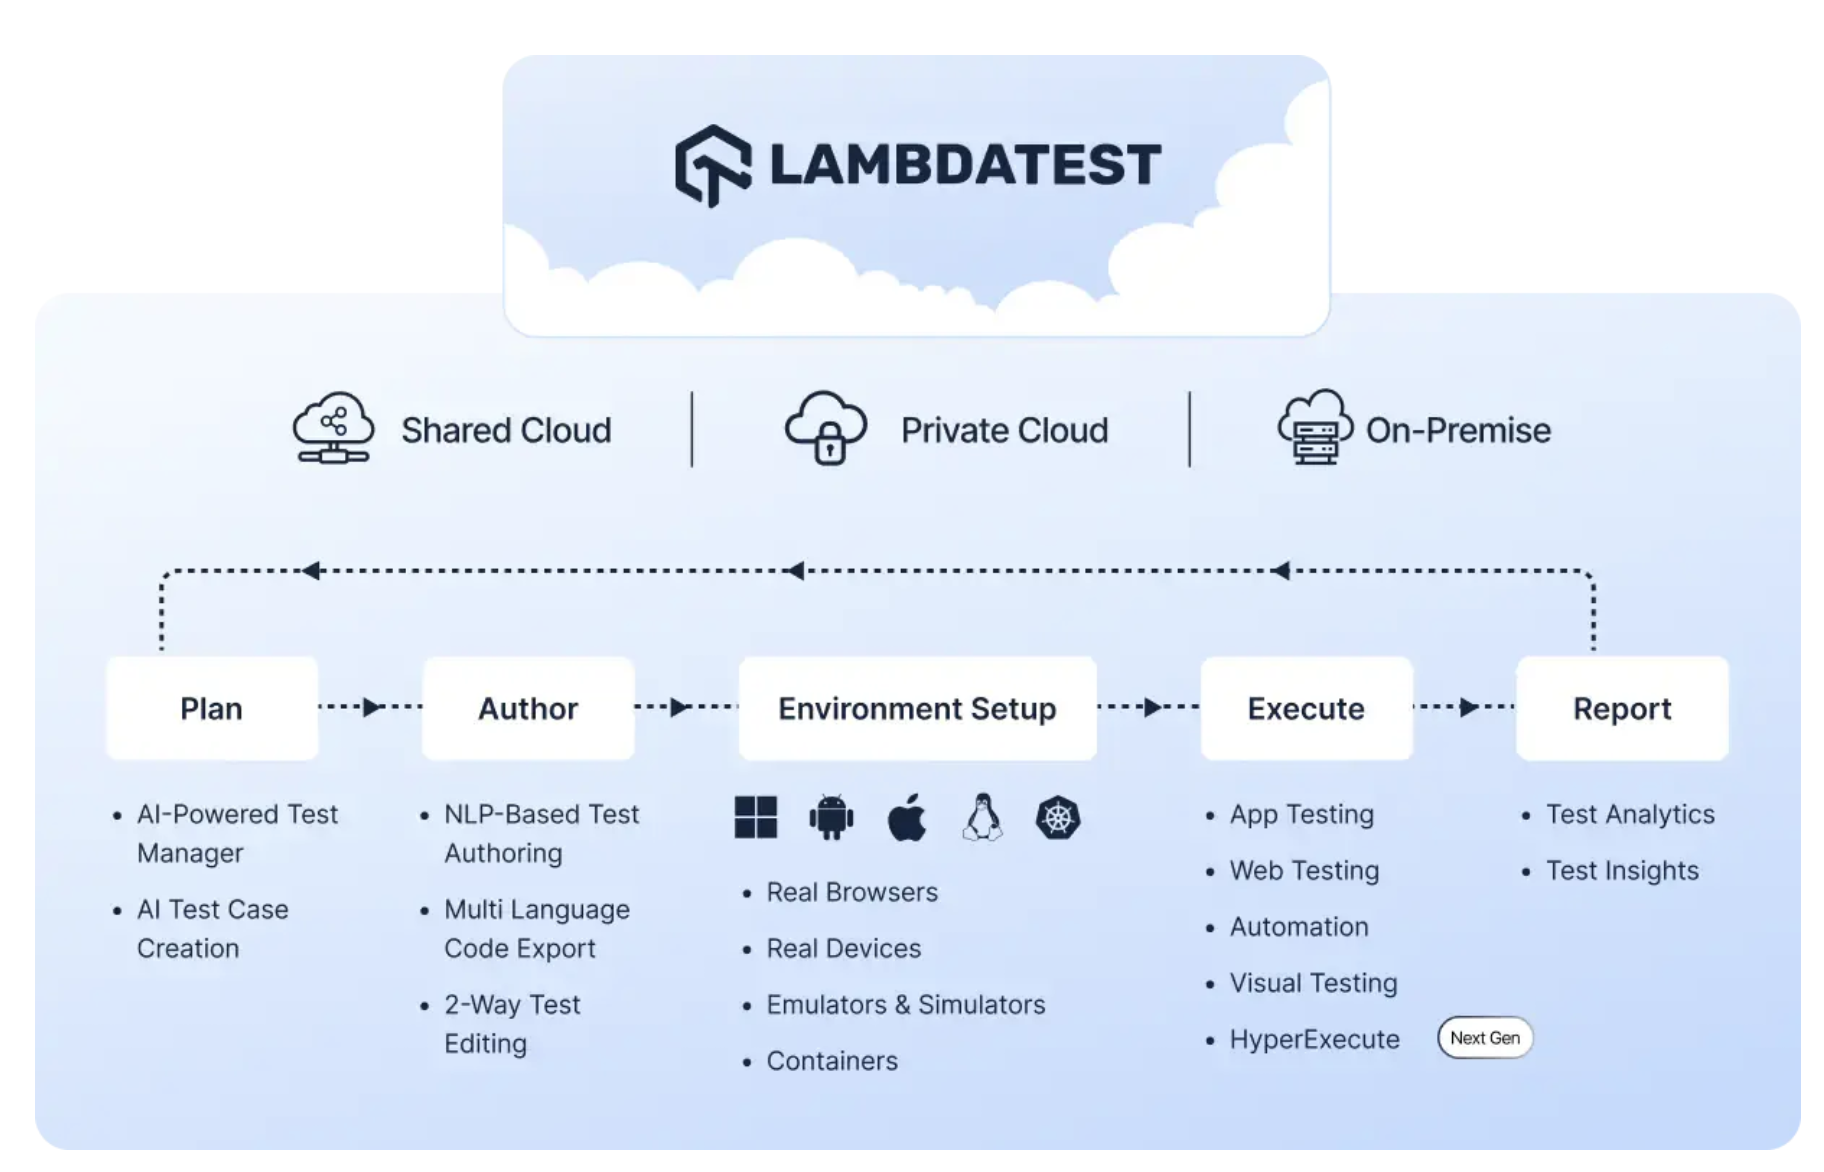 LAMBDATEST
Shared Cloud
Private Cloud
On-Premise
Plan
Author
Environment Setup
Execute
Report
• AI-Powered Test
Manager
• AI Test Case
Creation
• NLP-Based Test
Authoring
• Multi Language
Code Export
• 2-Way Test
Editing
• Real Browsers
• Real Devices
• Emulators & Simulators
• Containers
• App Testing
• Web Testing
• Automation
• Visual Testing
• HyperExecute
Next Gen
• Test Analytics
• Test Insights